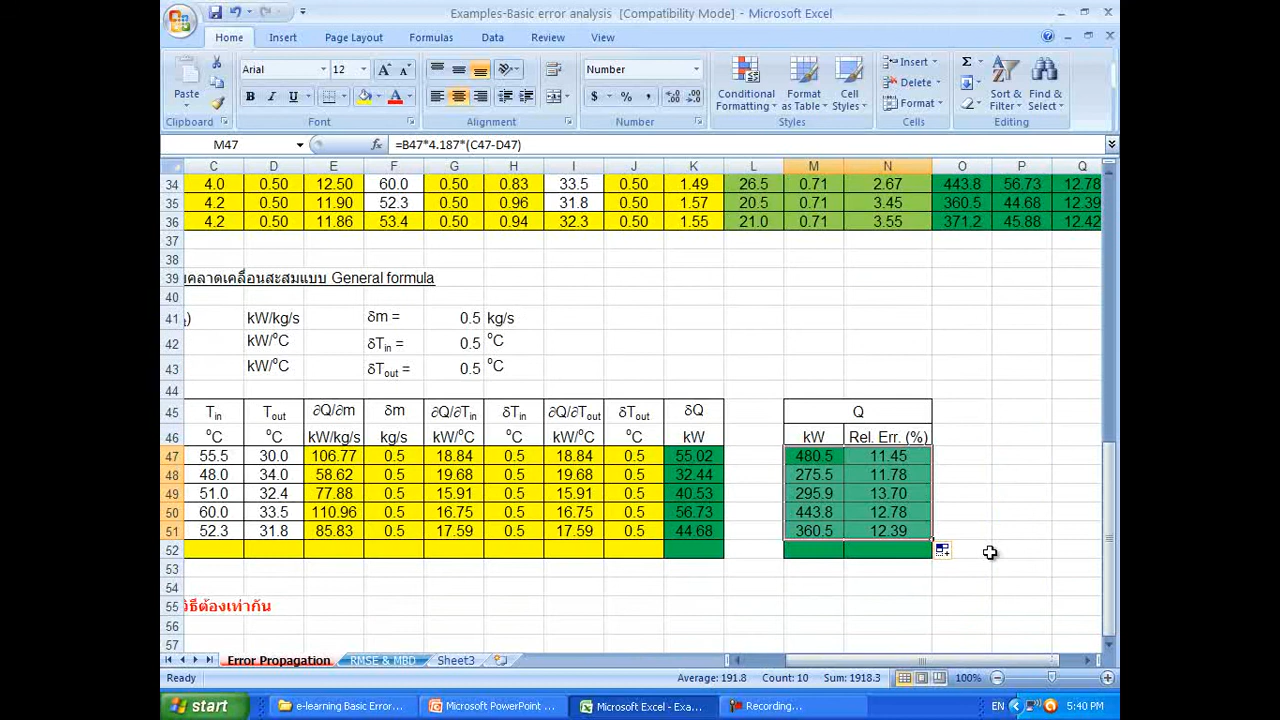 Examples-Basic error analysis [Compatibility Mode] - Microsoft Excel
Home Insert Page Layout Formulas Data Review View
Paste Arial 12 A A Number Conditional Formatting Format as Table Cell Styles Insert Delete Format Σ Sort & Filter Find & Select
B I U A $ % ,
Clipboard Font Alignment Number Styles Cells Editing
M47 fx =B47*4.187*(C47-D47)
C D E F G H I J K L M N O P Q
34 4.0 0.50 12.50 60.0 0.50 0.83 33.5 0.50 1.49 26.5 0.71 2.67 443.8 56.73 12.78
35 4.2 0.50 11.90 52.3 0.50 0.96 31.8 0.50 1.57 20.5 0.71 3.45 360.5 44.68 12.39
36 4.2 0.50 11.86 53.4 0.50 0.94 32.3 0.50 1.55 21.0 0.71 3.55 371.2 45.88 12.42
37
38
39 คลาดเคลื่อนสะสมแบบ General formula
40
41 kW/kg/s δm = 0.5 kg/s
42 kW/°C δTin = 0.5 °C
43 kW/°C δTout = 0.5 °C
44
45 Tin Tout ∂Q/∂m δm ∂Q/∂Tin δTin ∂Q/∂Tout δTout δQ Q
46 °C °C kW/kg/s kg/s kW/°C °C kW/°C °C kW kW Rel. Err. (%)
47 55.5 30.0 106.77 0.5 18.84 0.5 18.84 0.5 55.02 480.5 11.45
48 48.0 34.0 58.62 0.5 19.68 0.5 19.68 0.5 32.44 275.5 11.78
49 51.0 32.4 77.88 0.5 15.91 0.5 15.91 0.5 40.53 295.9 13.70
50 60.0 33.5 110.96 0.5 16.75 0.5 16.75 0.5 56.73 443.8 12.78
51 52.3 31.8 85.83 0.5 17.59 0.5 17.59 0.5 44.68 360.5 12.39
52
53
54
55 วิธีต้องเท่ากัน
56
57
Error Propagation RMSE & MBD Sheet3
Ready Average: 191.8 Count: 10 Sum: 1918.3 100%
start e-learning Basic Error... Microsoft PowerPoint ... Microsoft Excel - Exa... Recording... EN 5:40 PM